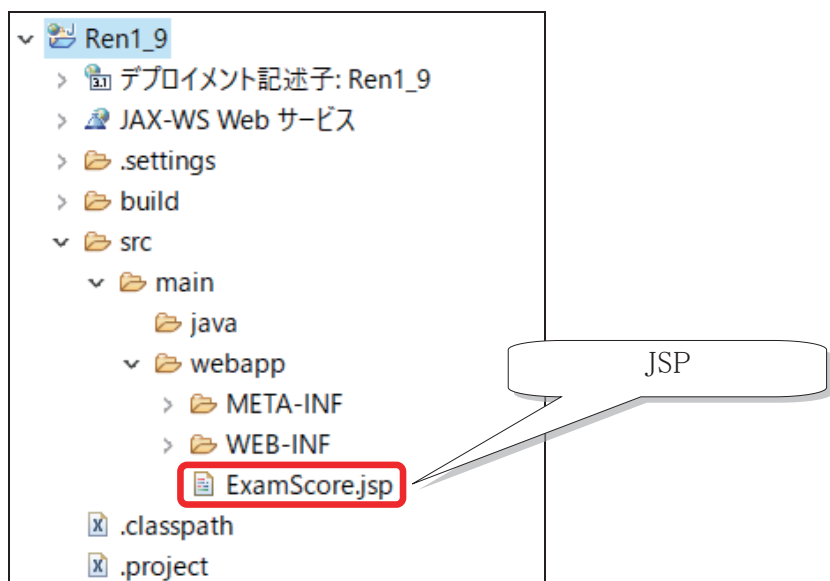 Ren1_9
デプロイメント記述子: Ren1_9
JAX-WS Web サービス
.settings
build
src
main
java
webapp
JSP
META-INF
WEB-INF
ExamScore.jsp
.classpath
.project